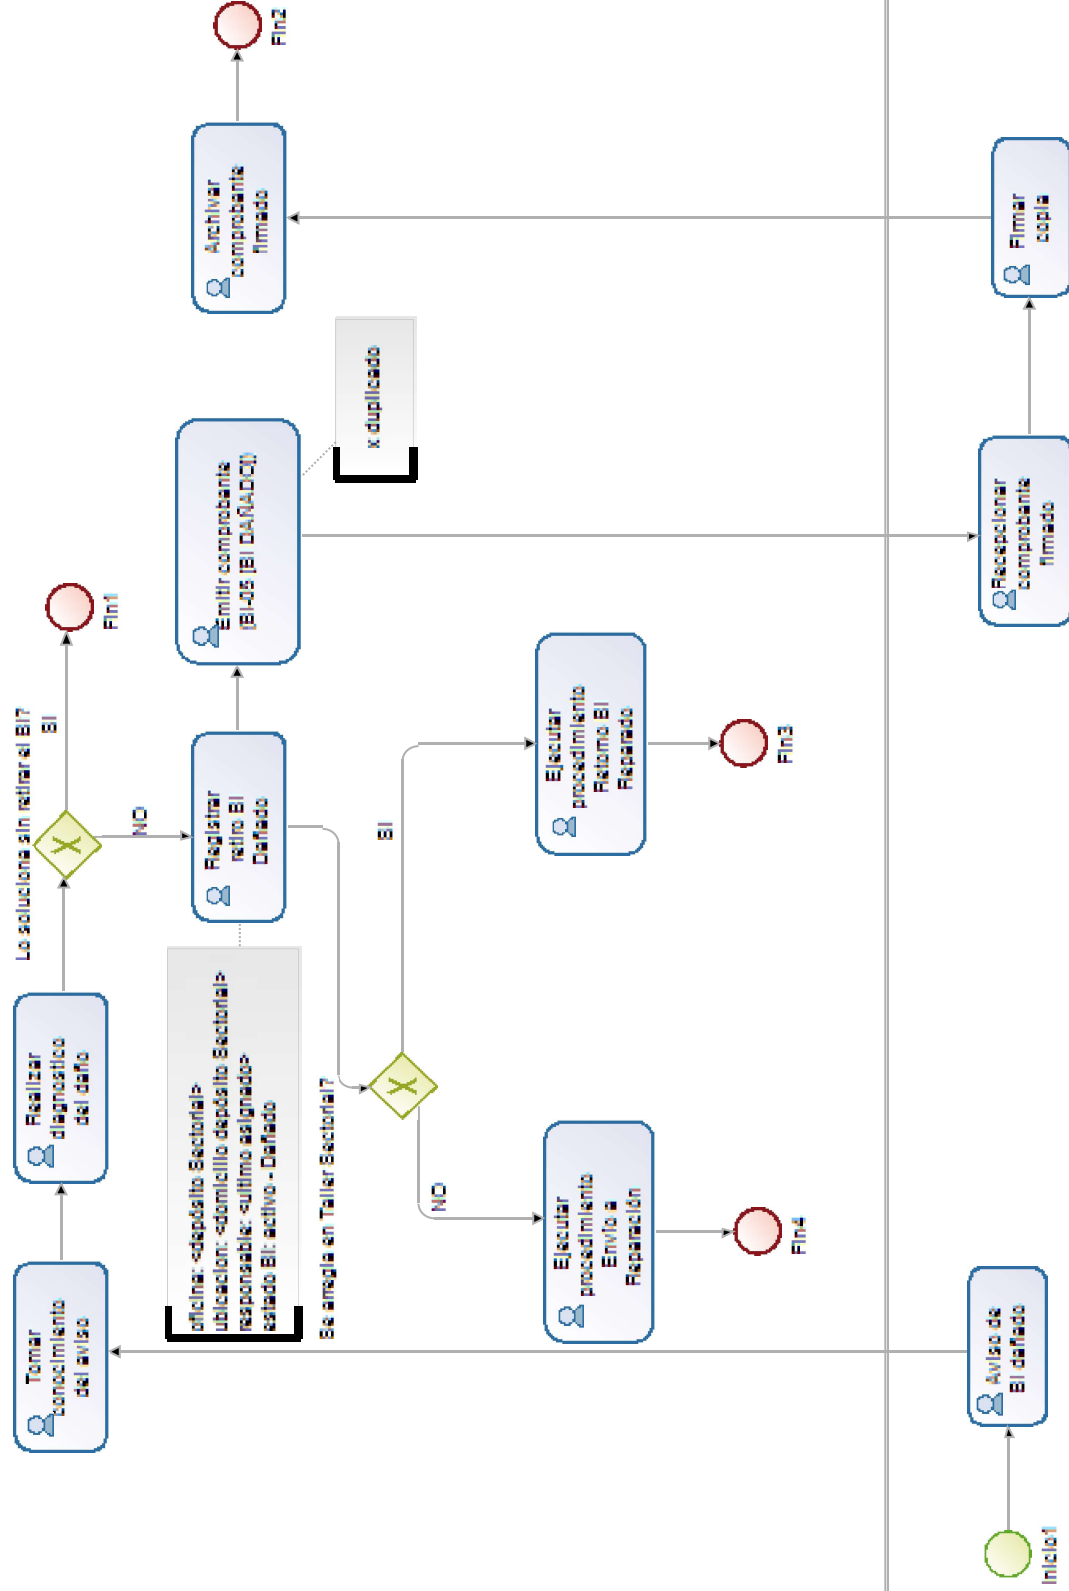 Tomar
conocimiento
del aviso
Realizar
diagnostico
del daño
Lo soluciona sin retirar el BI?
SI
Fin1
NO
oficina: <depósito Sectorial>
ubicacion: <domicilio depósito Sectorial>
responsable: <ultimo asignado>
estado BI: activo - Dañado
Registrar
retiro BI
Dañado
Emitir comprobante
(BI-05 [BI DAÑADO])
x duplicado
Archivar
comprobante
firmado
Fin2
Se arregla en Taller Sectorial?
NO
SI
Ejecutar
procedimiento
Envío a
Reparación
Fin4
Ejecutar
procedimiento
Retorno BI
Reparado
Fin3
Inicio1
Aviso de
BI dañado
Recepcionar
comprobante
firmado
Firmar
copia